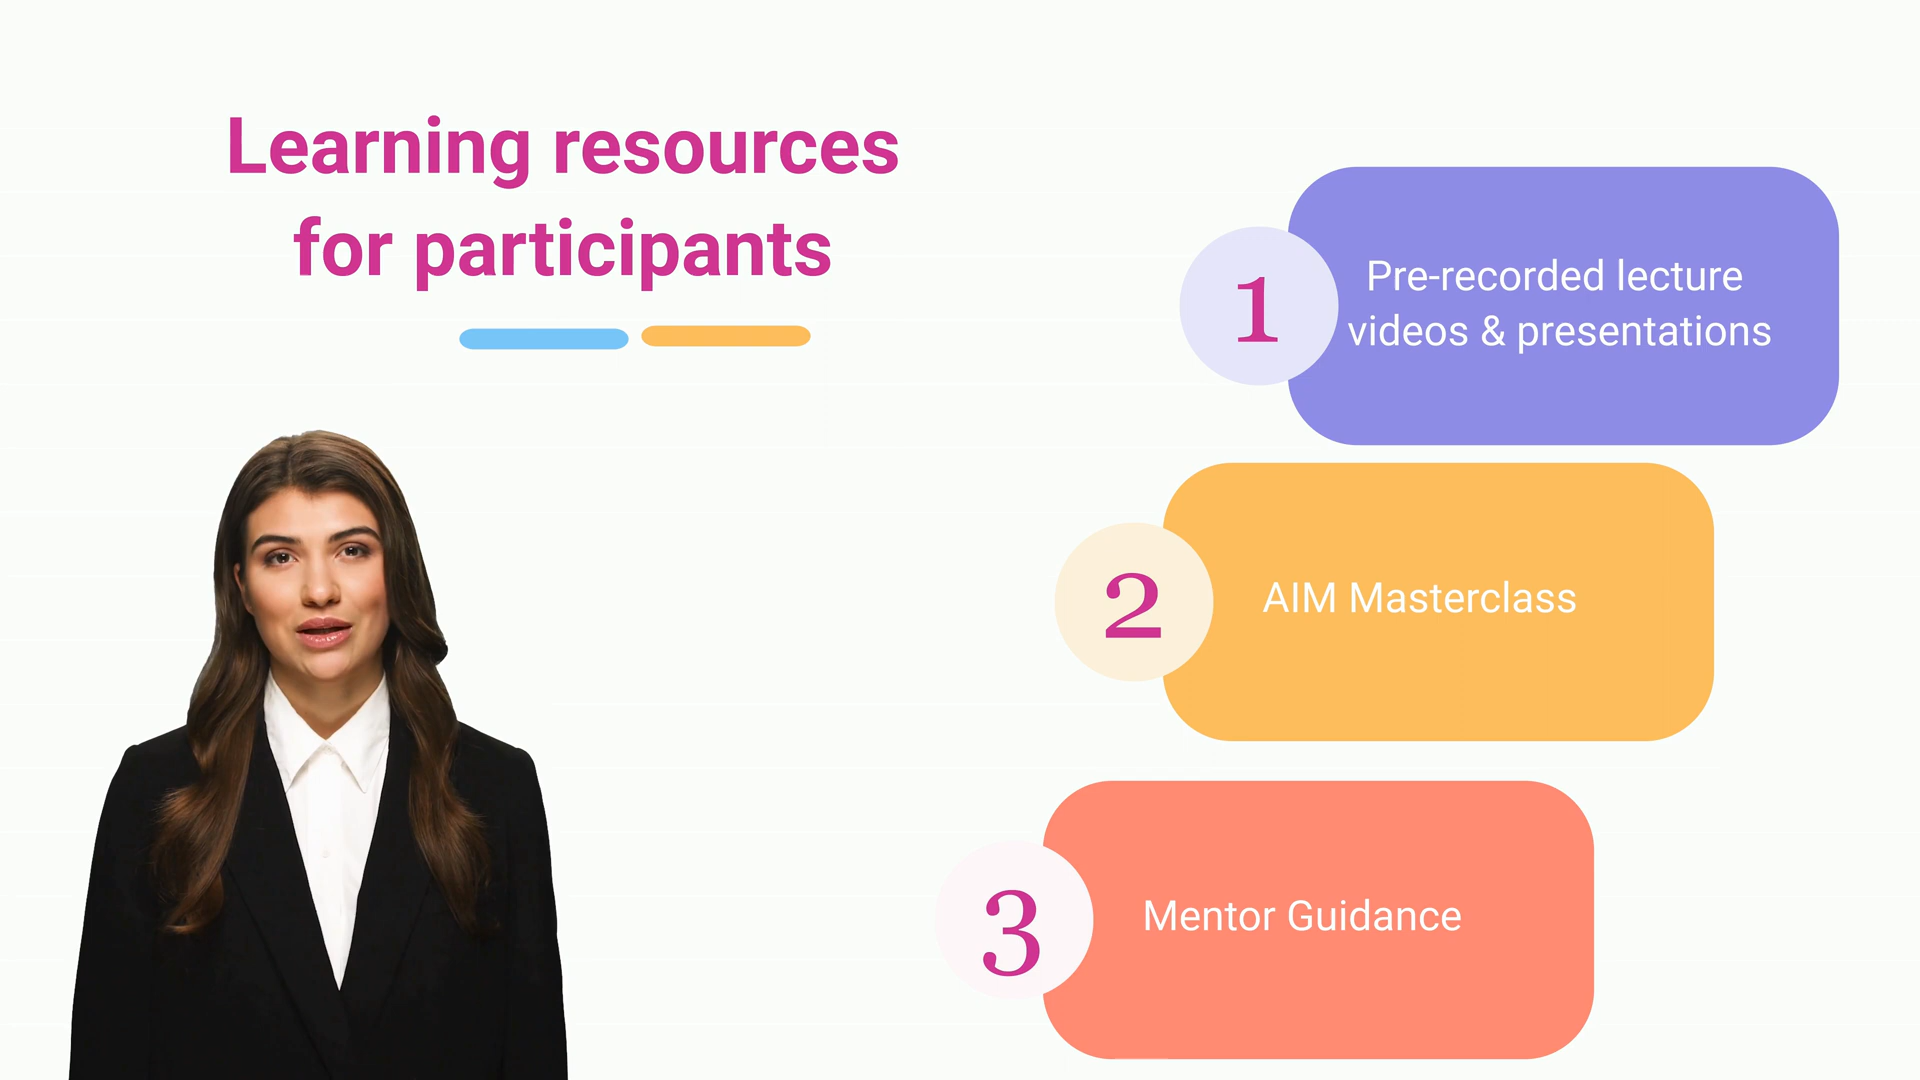 Learning resources
for participants
1
Pre-recorded lecture
videos & presentations
2
AIM Masterclass
3
Mentor Guidance